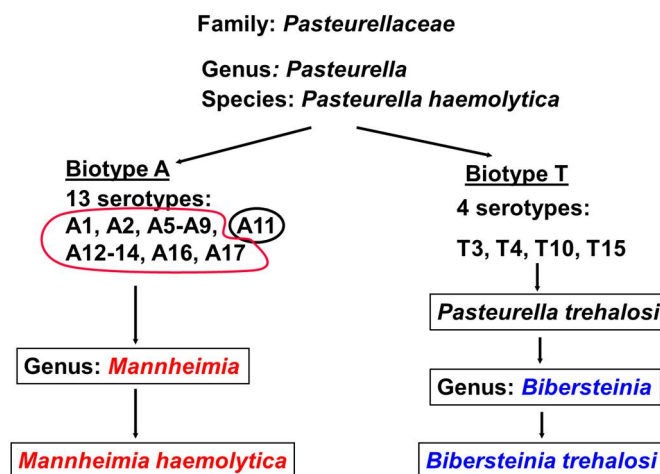 Family: Pasteurellaceae
Genus: Pasteurella
Species: Pasteurella haemolytica
Biotype A
13 serotypes:
A1, A2, A5-A9, A11
A12-14, A16, A17
Genus: Mannheimia
Mannheimia haemolytica
Biotype T
4 serotypes:
T3, T4, T10, T15
Pasteurella trehalosi
Genus: Bibersteinia
Bibersteinia trehalosi